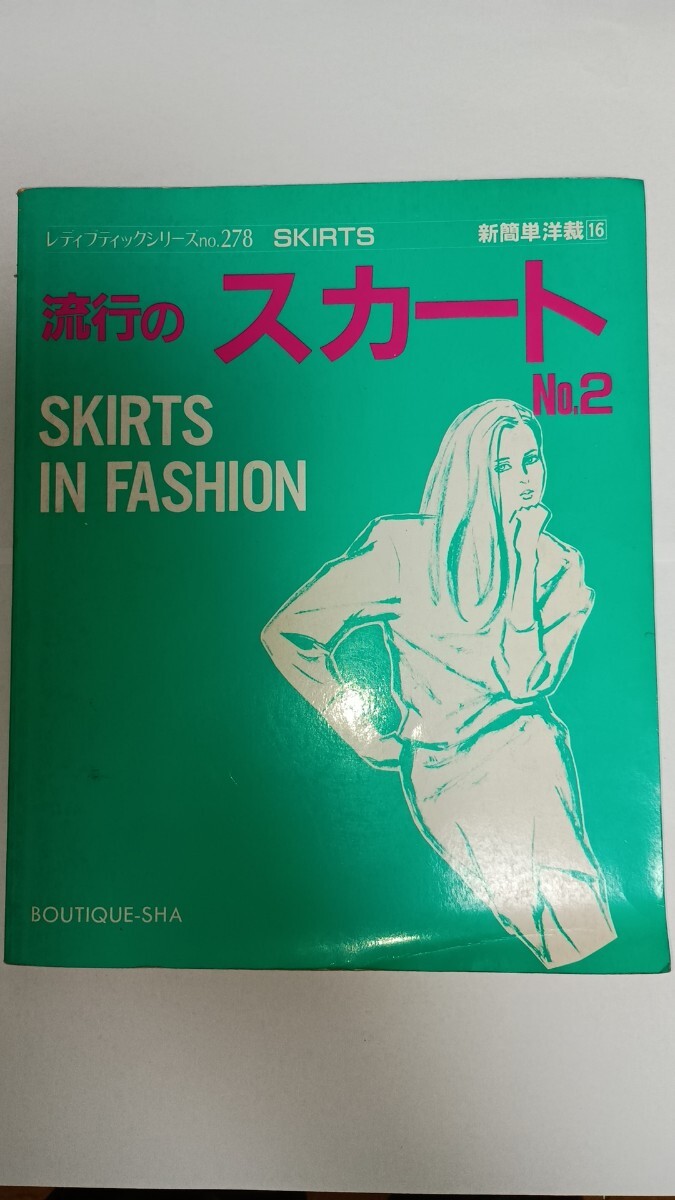 レディブティックシリーズno.278 SKIRTS 新簡単洋裁16
流行の スカート
No.2
SKIRTS
IN FASHION
BOUTIQUE-SHA